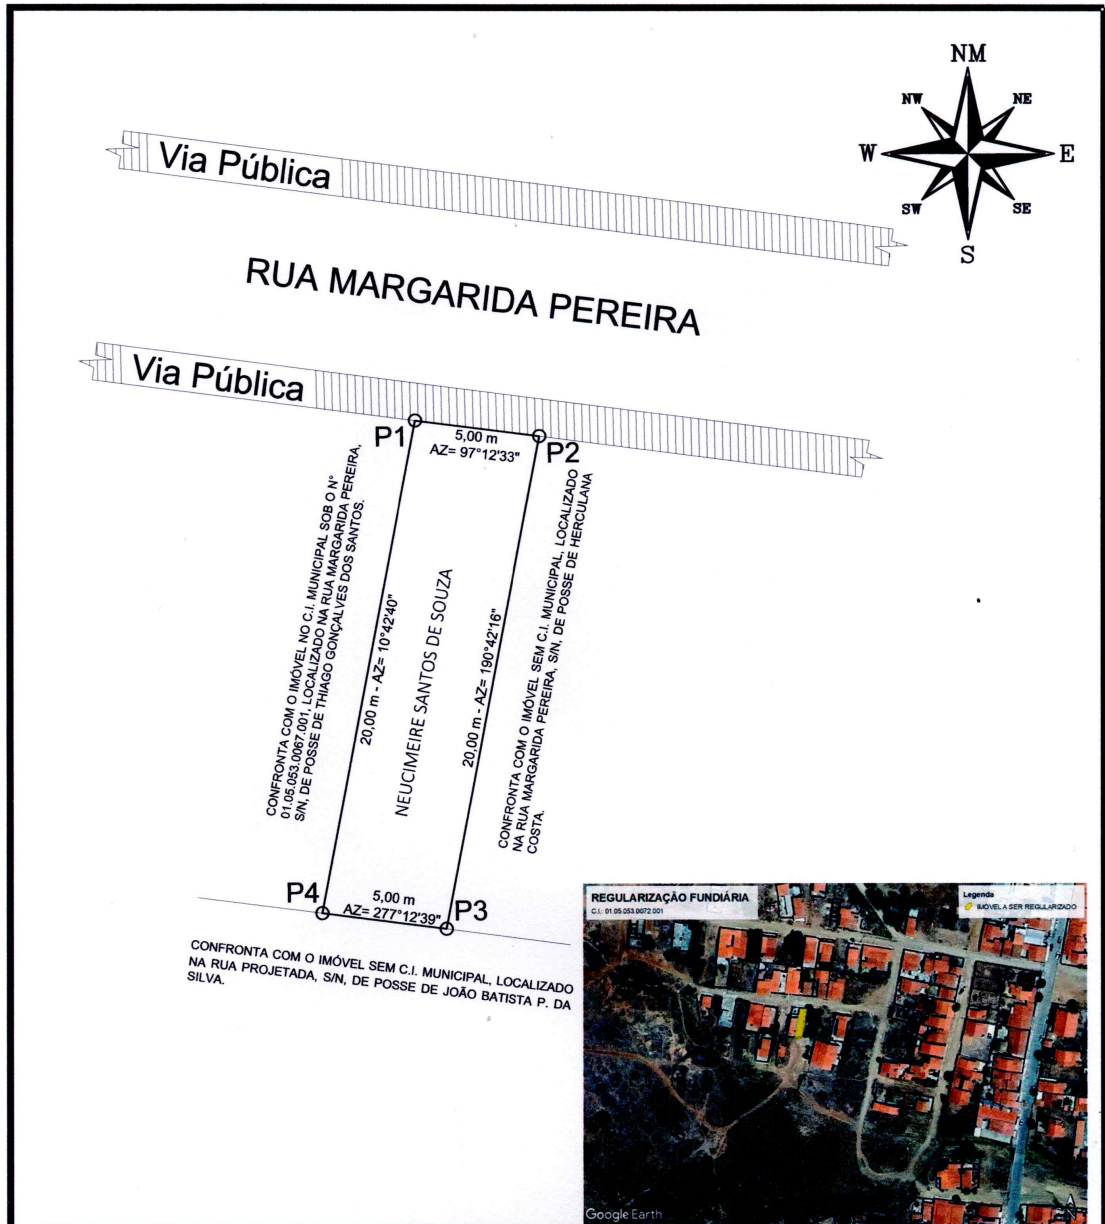 NM
NW
NE
W
E
SW
SE
S
Via Pública
RUA MARGARIDA PEREIRA
Via Pública
P1
5,00 m
AZ= 97°12'33"
P2
CONFRONTA COM O IMÓVEL NO C.I. MUNICIPAL SOB O N°
01.05.053.0067.001, LOCALIZADO NA RUA MARGARIDA PEREIRA,
S/N, DE POSSE DE THIAGO GONÇALVES DOS SANTOS.
20,00 m - AZ= 10°42'40"
NEUCIMEIRE SANTOS DE SOUZA
20,00 m - AZ= 190°42'16"
CONFRONTA COM O IMÓVEL SEM C.I. MUNICIPAL, LOCALIZADO
NA RUA MARGARIDA PEREIRA, S/N, DE POSSE DE HERCULANA
COSTA.
P4
5,00 m
AZ= 277°12'39"
P3
CONFRONTA COM O IMÓVEL SEM C.I. MUNICIPAL, LOCALIZADO
NA RUA PROJETADA, S/N, DE POSSE DE JOÃO BATISTA P. DA
SILVA.
REGULARIZAÇÃO FUNDIÁRIA
C.I.: 01.05.053.0072.001
Legenda
IMÓVEL A SER REGULARIZADO
Google Earth
N